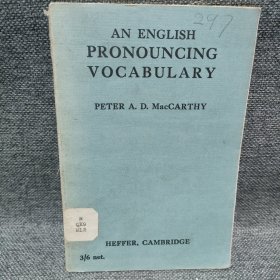 297
AN ENGLISH
PRONOUNCING
VOCABULARY
PETER A. D. MacCARTHY
HEFFER, CAMBRIDGE
3/6 net.